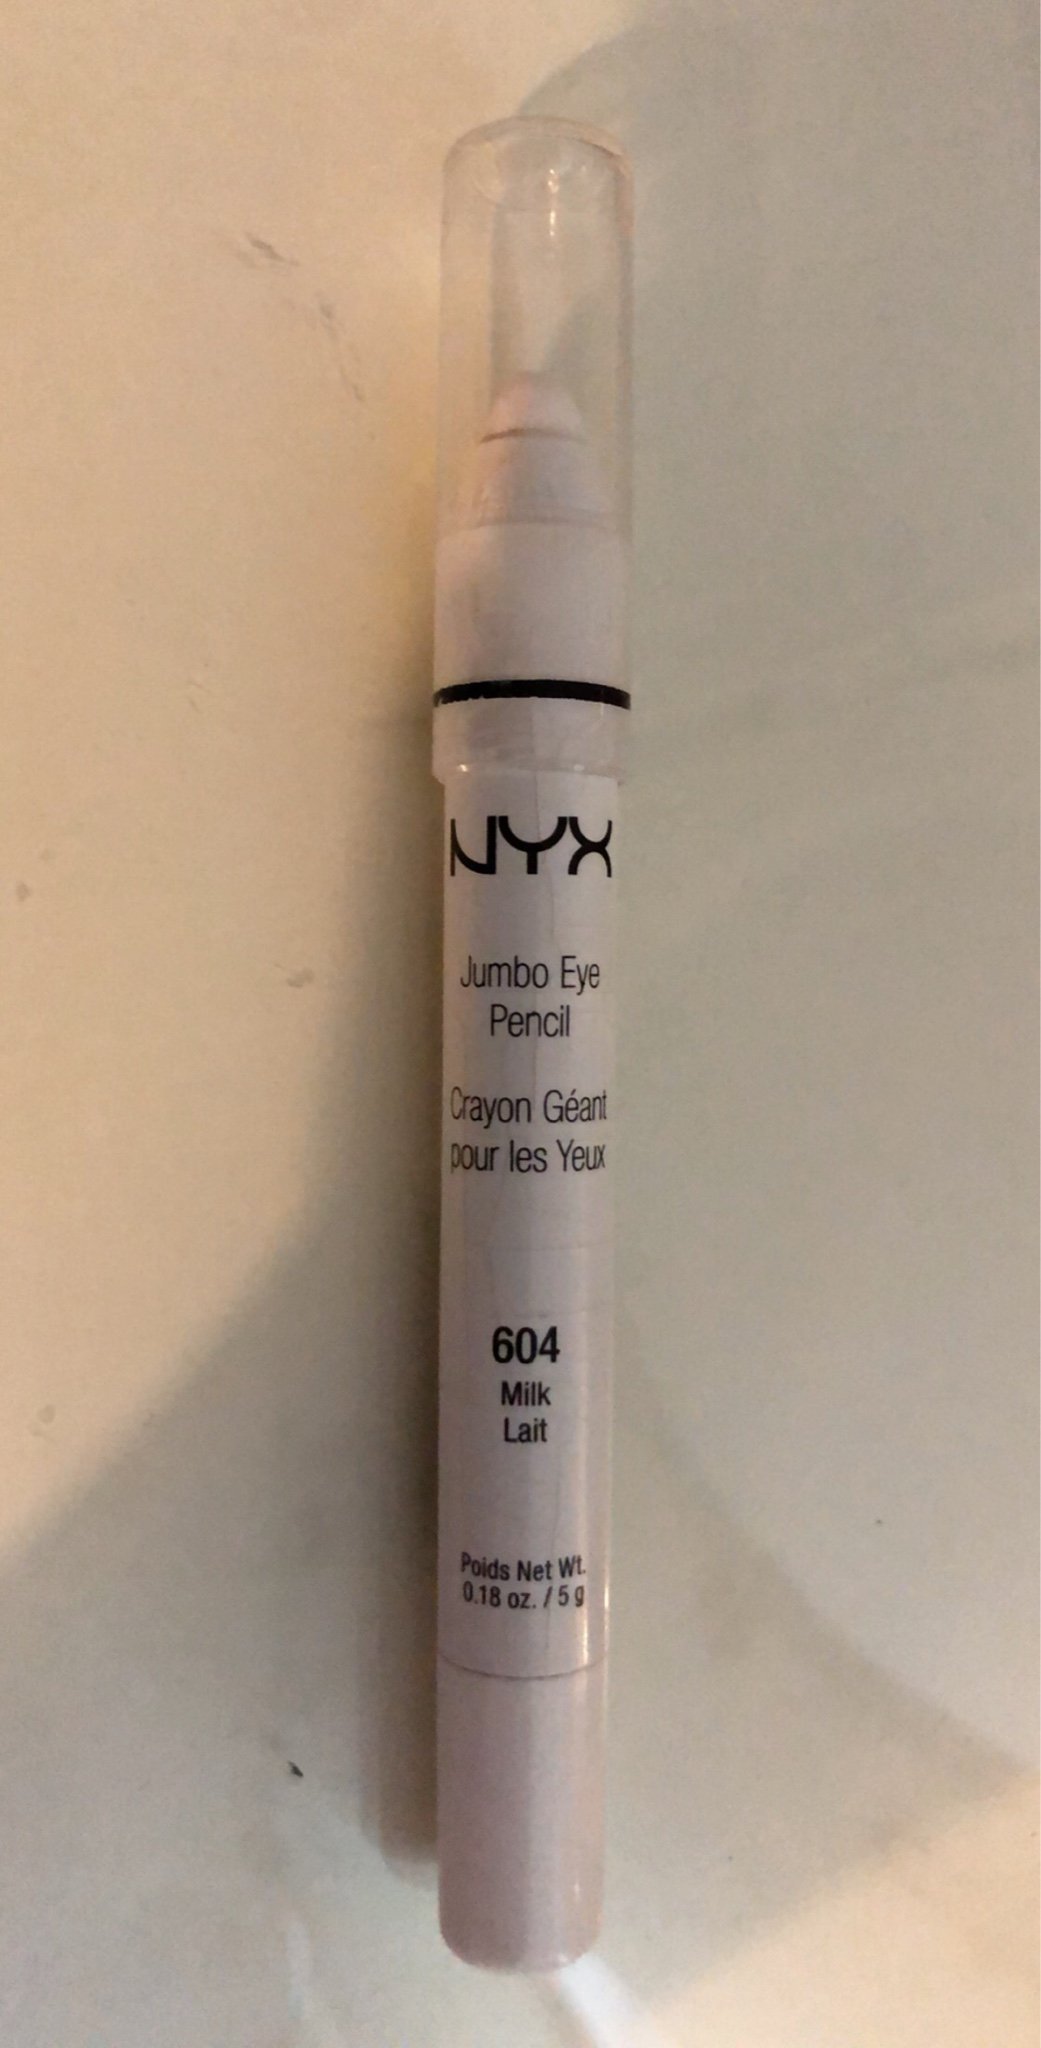 NYX
Jumbo Eye
Pencil
Crayon Géant
pour les Yeux
604
Milk
Lait
Poids Net Wt.
0.18 oz. / 5 g